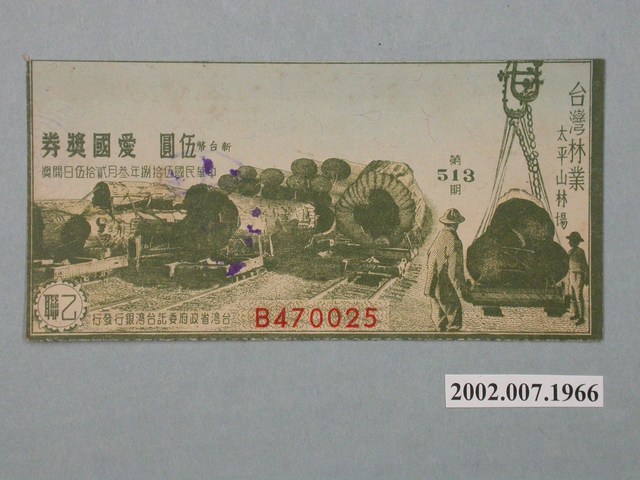 券獎國愛 圓伍 幣台新
獎開日伍拾貳月叁年捌拾伍國民華中
第
513
期
台灣林業
太平山林場
乙聯
行發行銀灣台託委府政省灣台
B470025
2002.007.1966